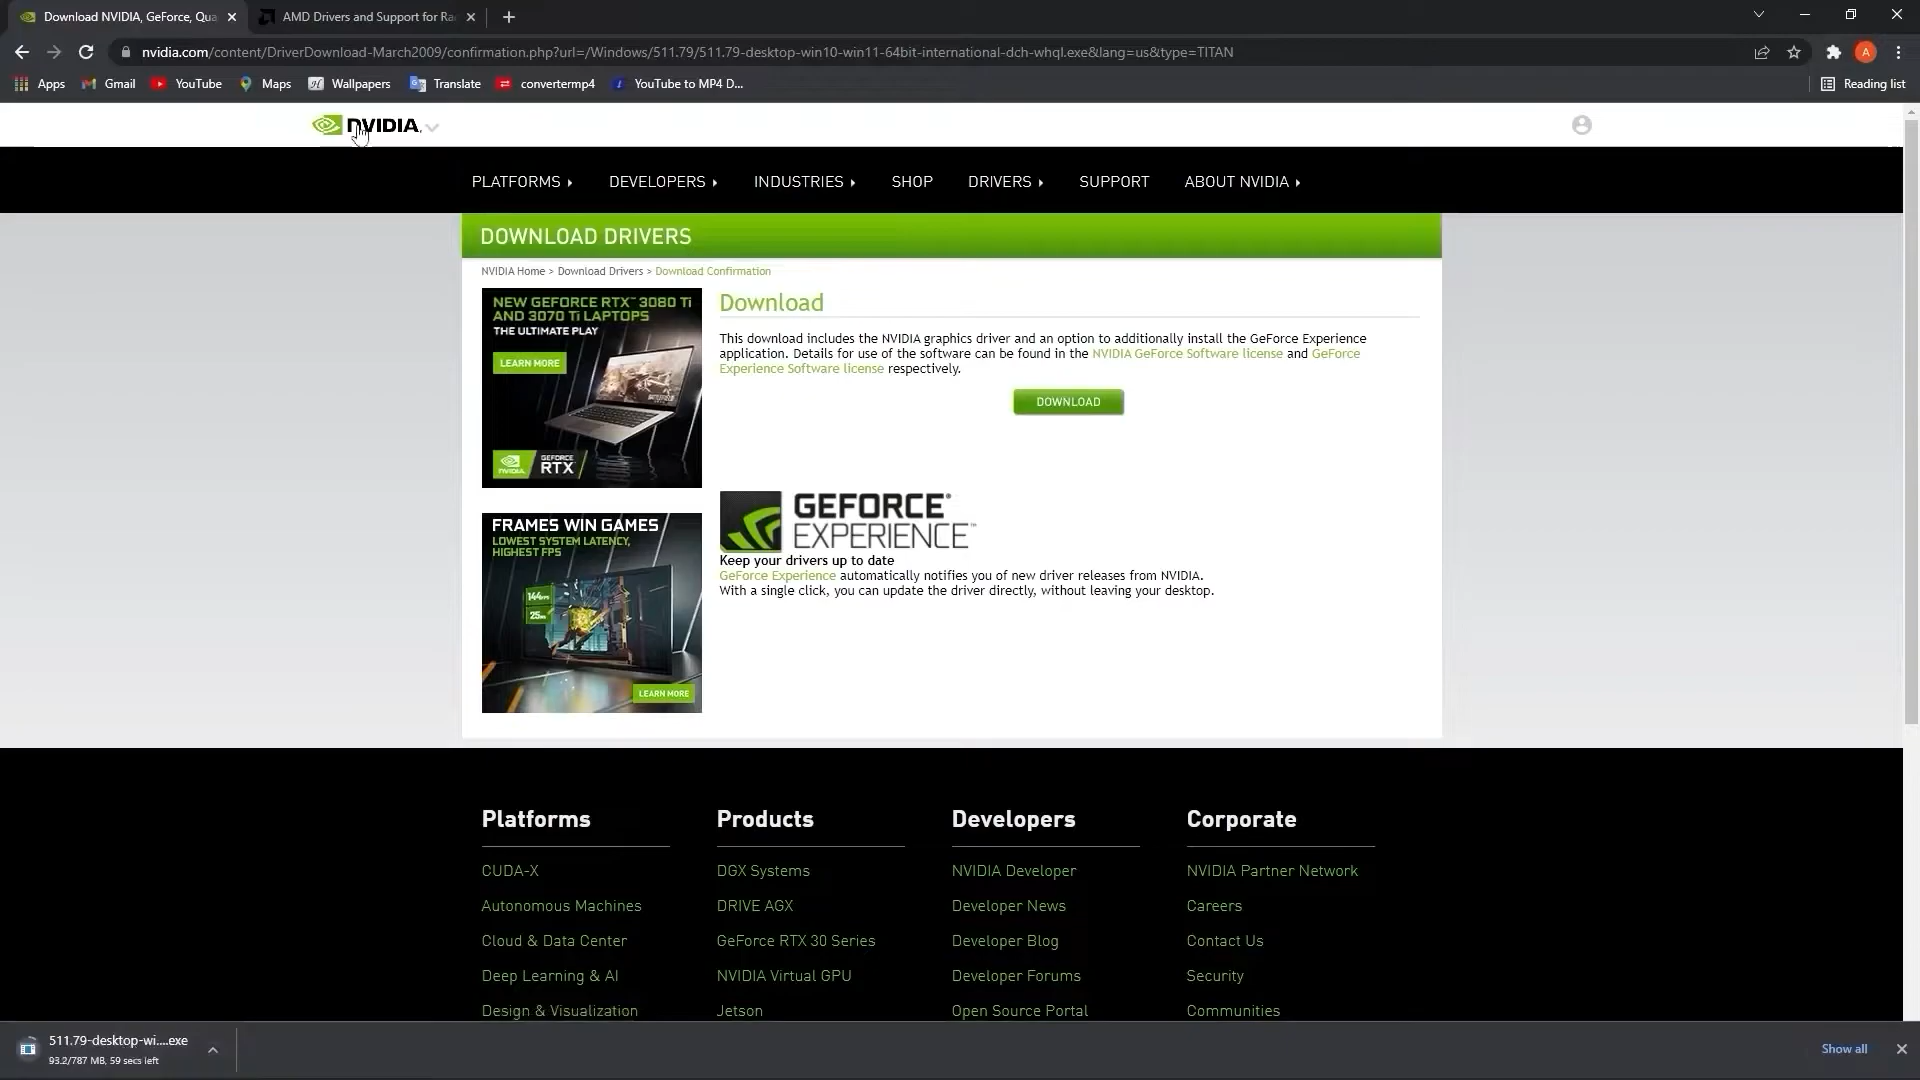 Download NVIDIA, GeForce, Qua
AMD Drivers and Support for Ra
nvidia.com/content/DriverDownload-March2009/confirmation.php?url=/Windows/511.79/511.79-desktop-win10-win11-64bit-international-dch-whql.exe&lang=us&type=TITAN
A
Apps
Gmail
YouTube
Maps
Wallpapers
Translate
convertermp4
YouTube to MP4 D...
Reading list
NVIDIA.
PLATFORMS
DEVELOPERS
INDUSTRIES
SHOP
DRIVERS
SUPPORT
ABOUT NVIDIA
DOWNLOAD DRIVERS
NVIDIA Home > Download Drivers > Download Confirmation
NEW GEFORCE RTX™ 3080 Ti
AND 3070 Ti LAPTOPS
THE ULTIMATE PLAY
LEARN MORE
NVIDIA.
GEFORCE
RTX
Download
This download includes the NVIDIA graphics driver and an option to additionally install the GeForce Experience
application. Details for use of the software can be found in the NVIDIA GeForce Software license and GeForce
Experience Software license respectively.
DOWNLOAD
FRAMES WIN GAMES
LOWEST SYSTEM LATENCY,
HIGHEST FPS
LEARN MORE
GEFORCE®
EXPERIENCE™
Keep your drivers up to date
GeForce Experience automatically notifies you of new driver releases from NVIDIA.
With a single click, you can update the driver directly, without leaving your desktop.
Platforms
CUDA-X
Autonomous Machines
Cloud & Data Center
Deep Learning & AI
Design & Visualization
Products
DGX Systems
DRIVE AGX
GeForce RTX 30 Series
NVIDIA Virtual GPU
Jetson
Developers
NVIDIA Developer
Developer News
Developer Blog
Developer Forums
Open Source Portal
Corporate
NVIDIA Partner Network
Careers
Contact Us
Security
Communities
511.79-desktop-wi....exe
93.2/787 MB, 59 secs left
Show all